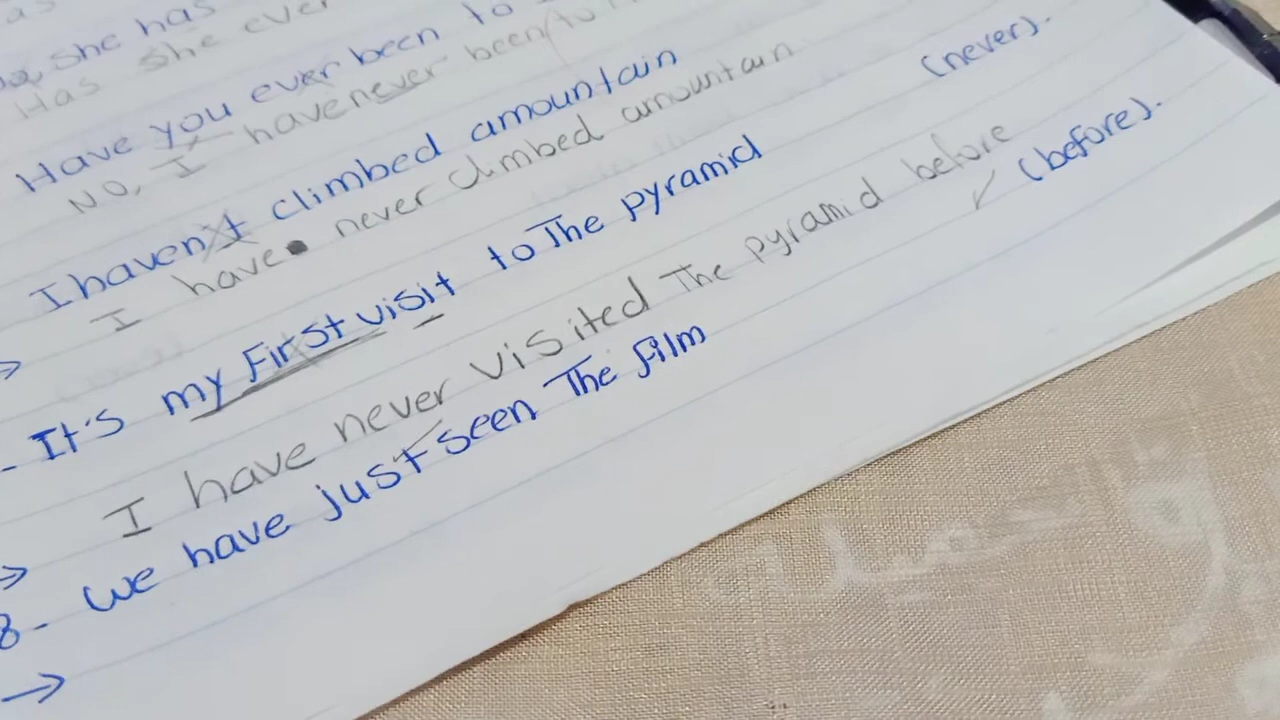 she has
Has she ever
Have you ever been to
No, I have never been to
I haven't climbed amountain (never).
I have never climbed amountain
It's my First visit to The pyramid (before).
I have never visited The pyramid before
8- we have just seen The film